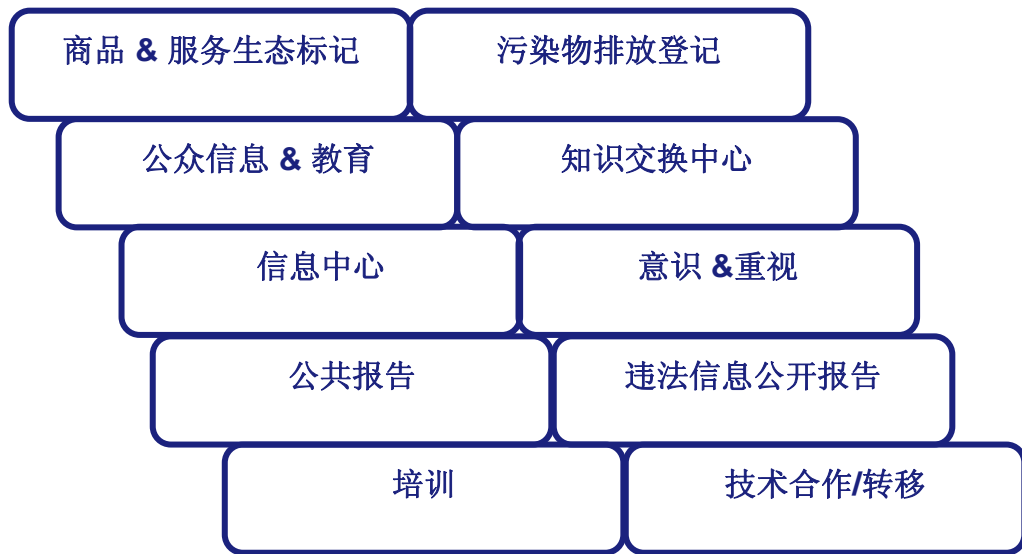 商品 & 服务生态标记
污染物排放登记
公众信息 & 教育
知识交换中心
信息中心
意识 &重视
公共报告
违法信息公开报告
培训
技术合作/转移